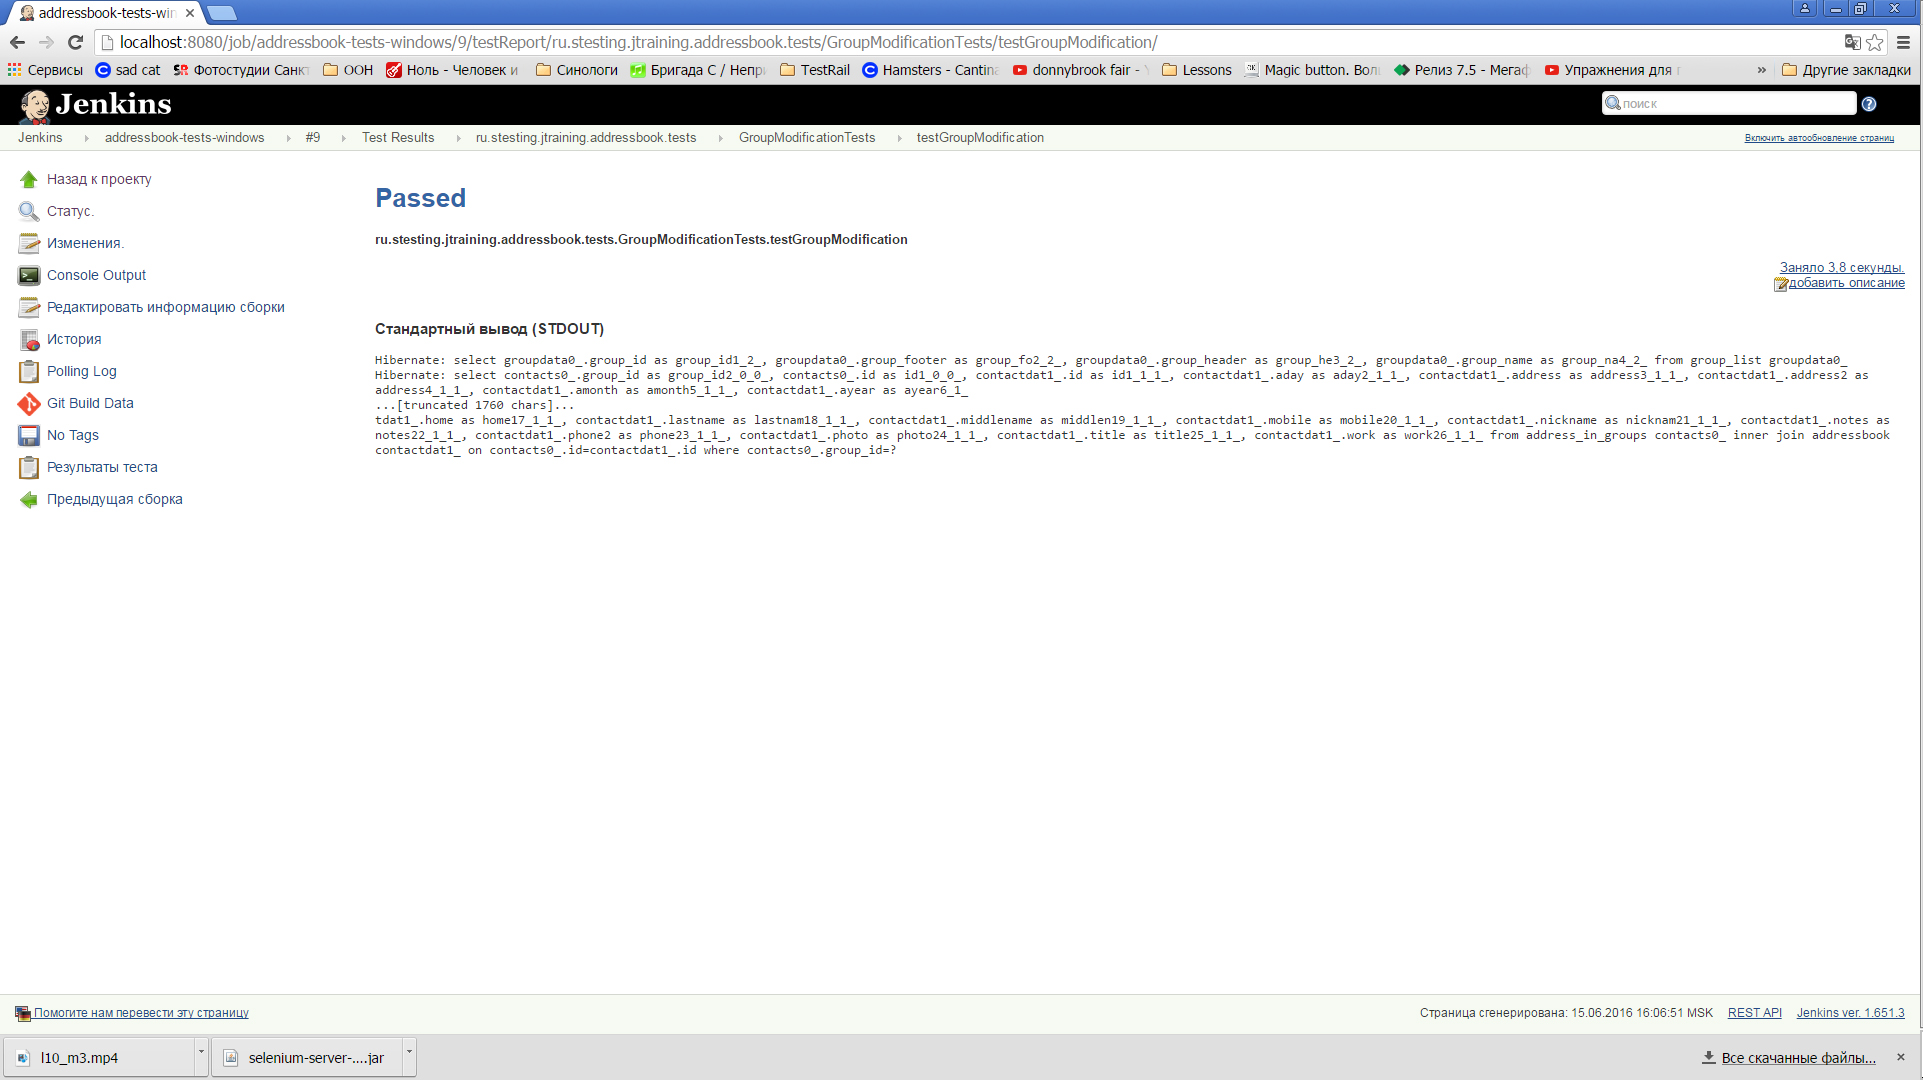 addressbook-tests-win
localhost:8080/job/addressbook-tests-windows/9/testReport/ru.stesting.jtraining.addressbook.tests/GroupModificationTests/testGroupModification/
Сервисы sad cat Фотостудии Санкт ООН Ноль - Человек и Синологи Бригада С / Непри TestRail Hamsters - Cantina donnybrook fair - Lessons Magic button. Вол Релиз 7.5 - Мегаф Упражнения для » Другие закладки
Jenkins поиск
Jenkins addressbook-tests-windows #9 Test Results ru.stesting.jtraining.addressbook.tests GroupModificationTests testGroupModification Включить автообновление страниц
Назад к проекту
Статус.
Изменения.
Console Output
Редактировать информацию сборки
История
Polling Log
Git Build Data
No Tags
Результаты теста
Предыдущая сборка
Passed
ru.stesting.jtraining.addressbook.tests.GroupModificationTests.testGroupModification
Заняло 3.8 секунды.
добавить описание
Стандартный вывод (STDOUT)
Hibernate: select groupdata0_.group_id as group_id1_2_, groupdata0_.group_footer as group_fo2_2_, groupdata0_.group_header as group_he3_2_, groupdata0_.group_name as group_na4_2_ from group_list groupdata0_
Hibernate: select contacts0_.group_id as group_id2_0_0_, contacts0_.id as id1_0_0_, contactdat1_.id as id1_1_1_, contactdat1_.aday as aday2_1_1_, contactdat1_.address as address3_1_1_, contactdat1_.address2 as
address4_1_1_, contactdat1_.amonth as amonth5_1_1_, contactdat1_.ayear as ayear6_1_
...[truncated 1760 chars]...
tdat1_.home as home17_1_1_, contactdat1_.lastname as lastnam18_1_1_, contactdat1_.middlename as middlen19_1_1_, contactdat1_.mobile as mobile20_1_1_, contactdat1_.nickname as nicknam21_1_1_, contactdat1_.notes as
notes22_1_1_, contactdat1_.phone2 as phone23_1_1_, contactdat1_.photo as photo24_1_1_, contactdat1_.title as title25_1_1_, contactdat1_.work as work26_1_1_ from address_in_groups contacts0_ inner join addressbook
contactdat1_ on contacts0_.id=contactdat1_.id where contacts0_.group_id=?
Помогите нам перевести эту страницу Страница сгенерирована: 15.06.2016 16:06:51 MSK REST API Jenkins ver. 1.651.3
l10_m3.mp4 selenium-server-....jar Все скачанные файлы...